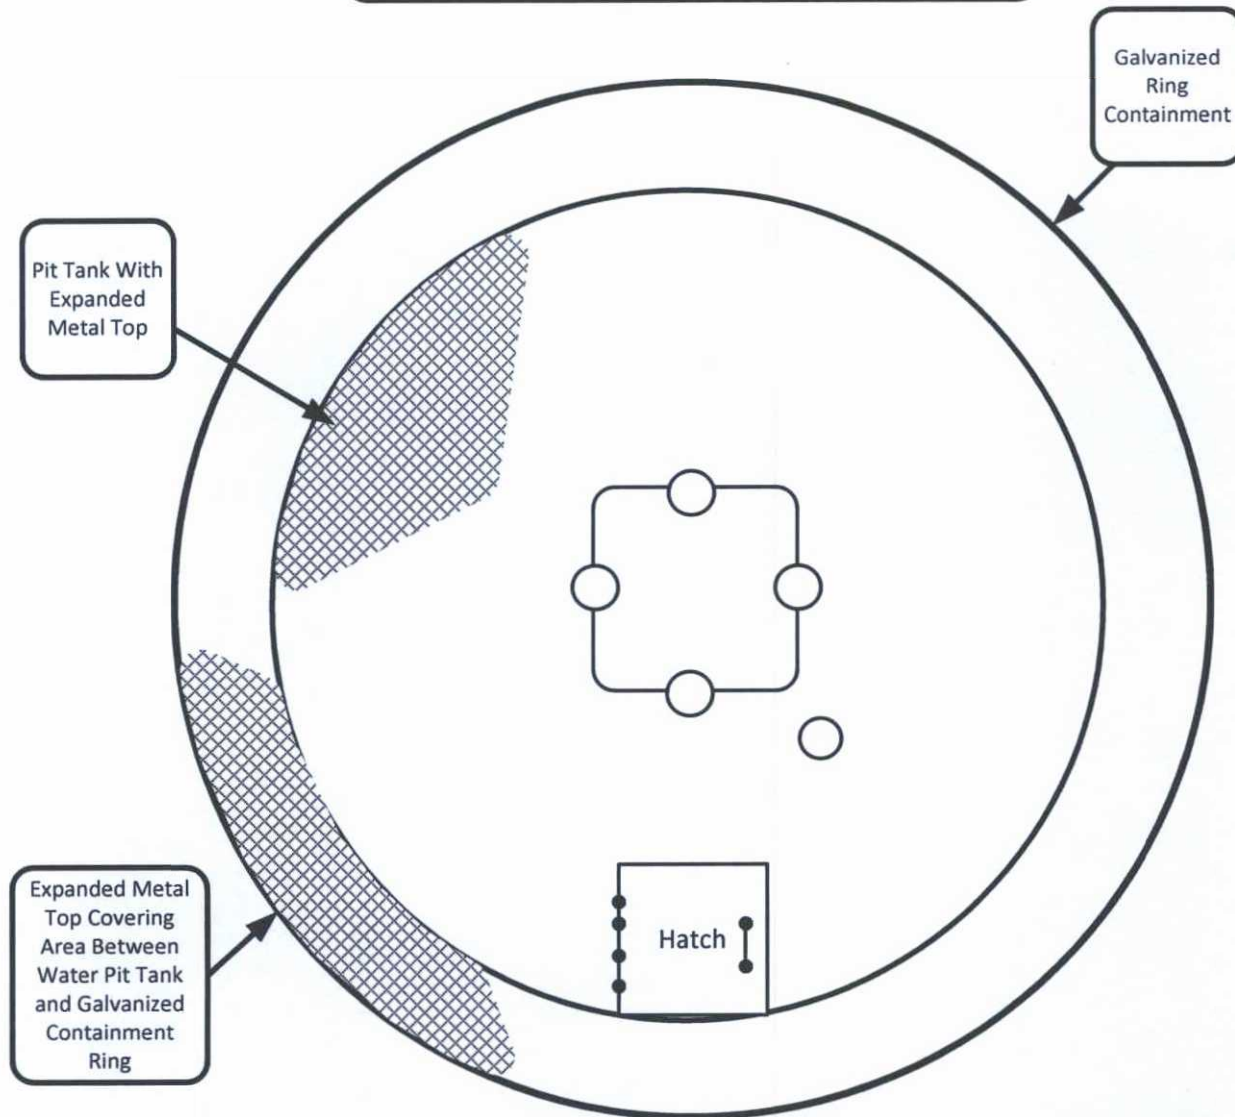 Galvanized
Ring
Containment
Pit Tank With
Expanded
Metal Top
Expanded Metal
Top Covering
Area Between
Water Pit Tank
and Galvanized
Containment
Ring
Hatch